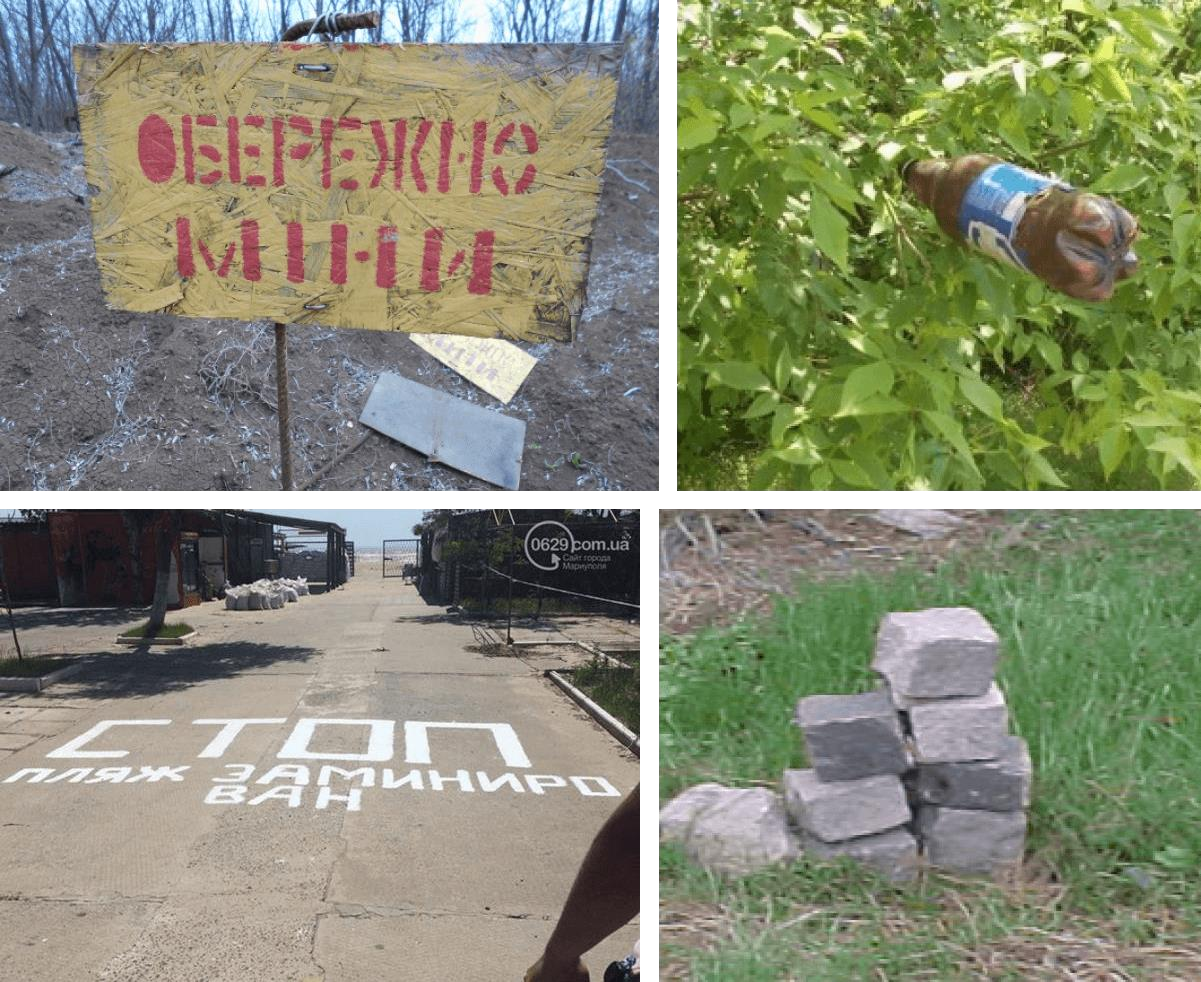 ОБЕРЕЖНО
МІНИ
0629.com.ua
Сайт города
Мариуполя
СТОП
ПЛЯЖ ЗАМИНИРО
ВАН